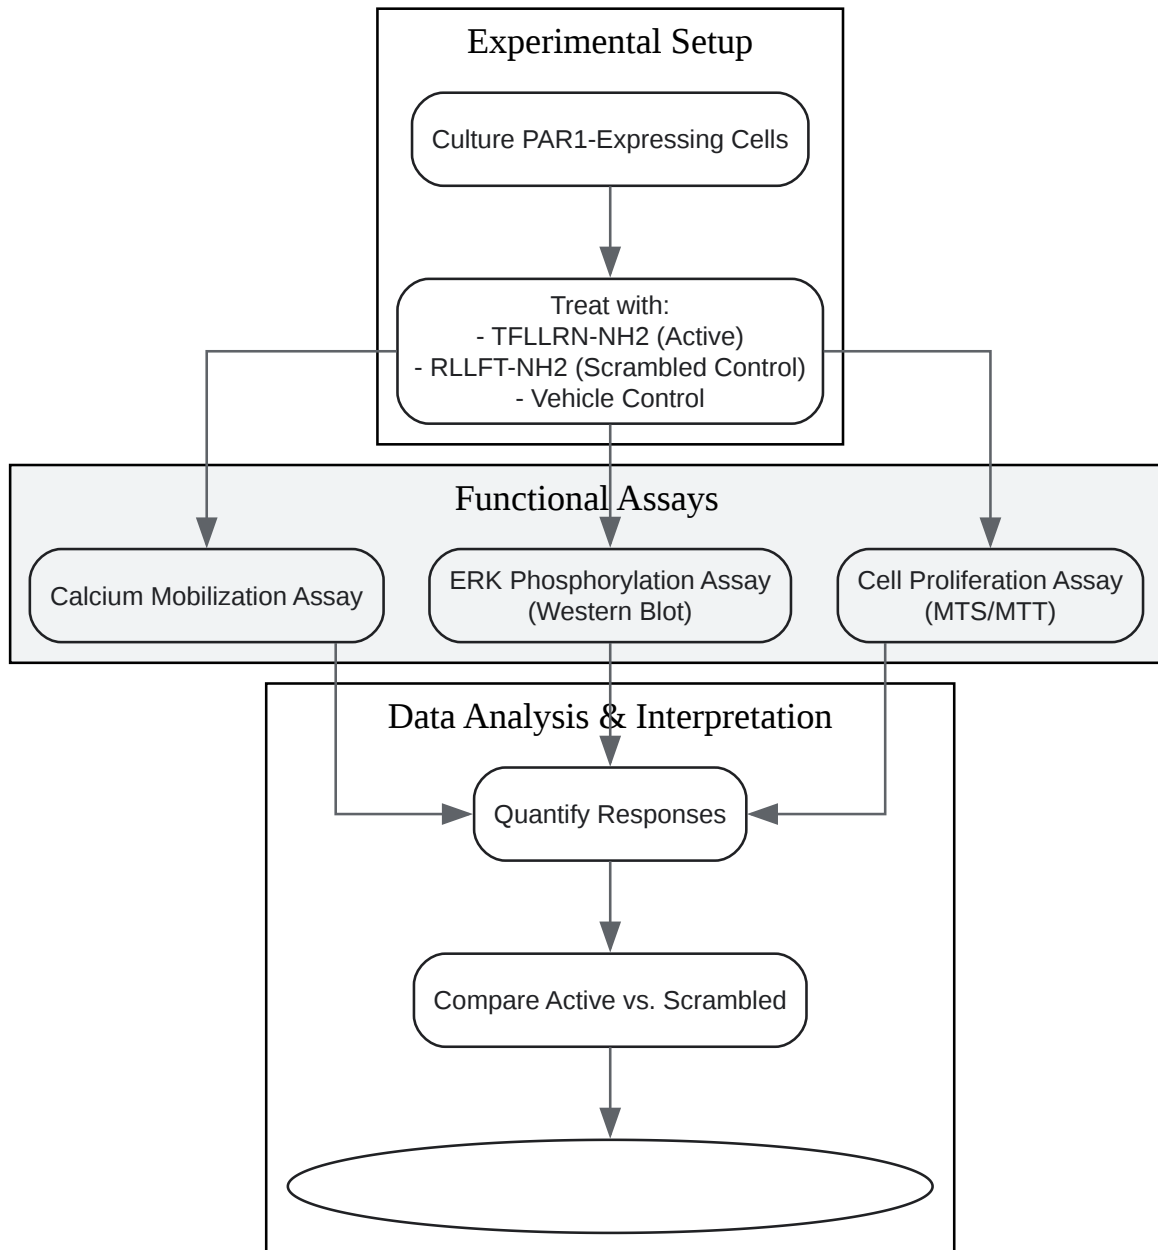 Experimental Setup
Culture PAR1-Expressing Cells
Treat with:
- TFLLRN-NH2 (Active)
- RLLFT-NH2 (Scrambled Control)
- Vehicle Control
Functional Assays
Calcium Mobilization Assay
ERK Phosphorylation Assay
(Western Blot)
Cell Proliferation Assay
(MTS/MTT)
Data Analysis & Interpretation
Quantify Responses
Compare Active vs. Scrambled